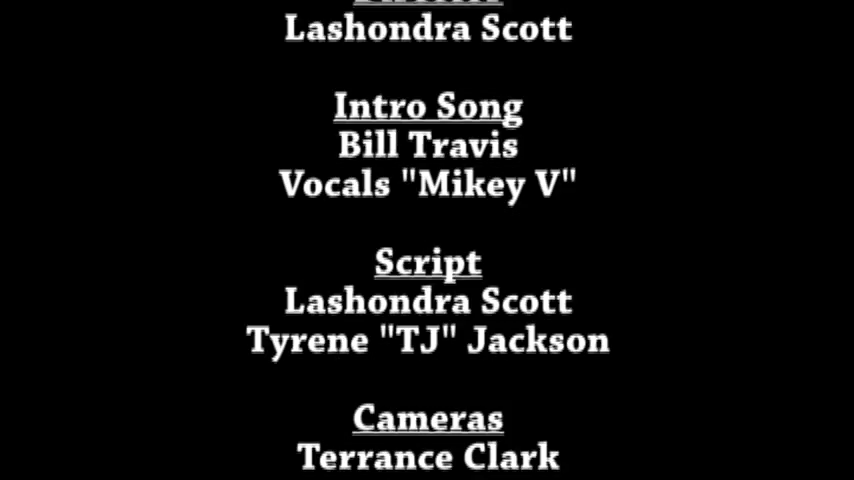 Lashondra Scott
Intro Song
Bill Travis
Vocals "Mikey V"
Script
Lashondra Scott
Tyrene "TJ" Jackson
Cameras
Terrance Clark